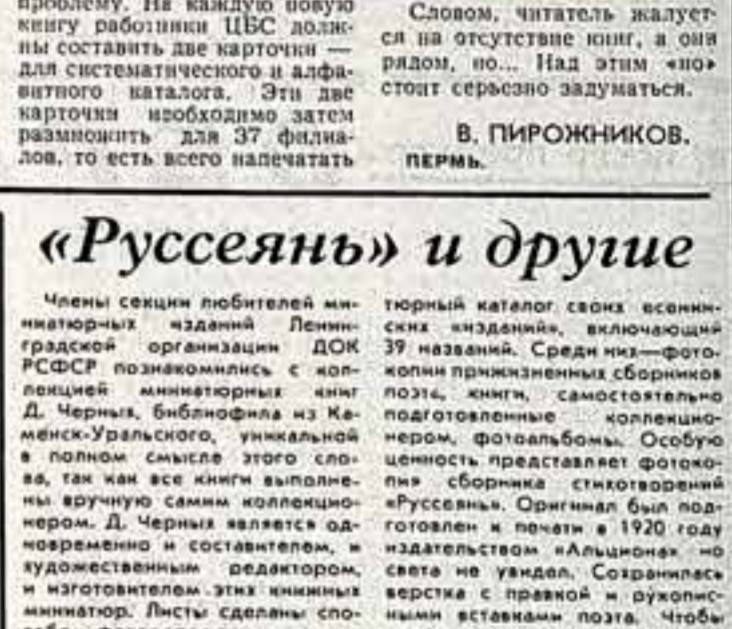 проблему. На каждую новую
книгу работники ЦБС долж-
ны составить две карточки —
для систематического и алфа-
витного каталога. Эти две
карточки необходимо затем
размножить для 37 филиа-
лов, то есть всего напечатать
Словом, читатель жалует-
ся на отсутствие книг, а они
рядом, но... Над этим «но»
стоит серьезно задуматься.
В. ПИРОЖНИКОВ.
ПЕРМЬ.
«Руссеянь» и другие
Члены секции любителей ми-
ниатюрных изданий Ленин-
градской организации ДОК
РСФСР познакомились с кол-
лекцией миниатюрных книг
Д. Черных, библиофила из Ка-
менск-Уральского, уникальной
в полном смысле этого сло-
ва, так как все книги выполне-
ны вручную самим коллекцио-
нером. Д. Черных является од-
новременно и составителем, и
художественным редактором,
и изготовителем этих книжных
миниатюр. Листы сделаны спо-
тюрный каталог своих есенин-
ских «изданий», включающий
39 названий. Среди них—фото-
копии прижизненных сборников
поэта, книги, самостоятельно
подготовленные коллекцио-
нером, фотоальбомы. Особую
ценность представляет фотоко-
пия сборника стихотворений
«Руссеянь». Оригинал был под-
готовлен к печати в 1920 году
издательством «Альциона» но
света не увидел. Сохранилась
верстка с правкой и рукопис-
ными вставками поэта. Чтобы